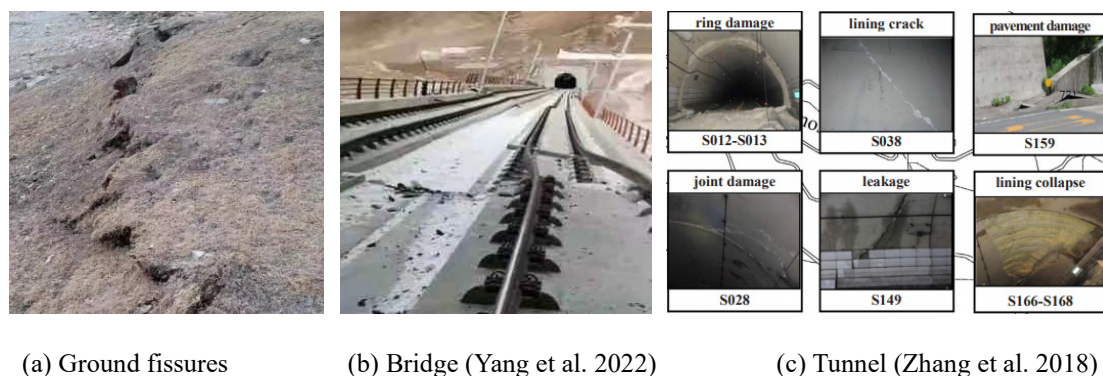 ring damage
lining crack
pavement damage
S012-S013
S038
S159
joint damage
leakage
lining collapse
S028
S149
S166-S168
(a) Ground fissures
(b) Bridge (Yang et al. 2022)
(c) Tunnel (Zhang et al. 2018)